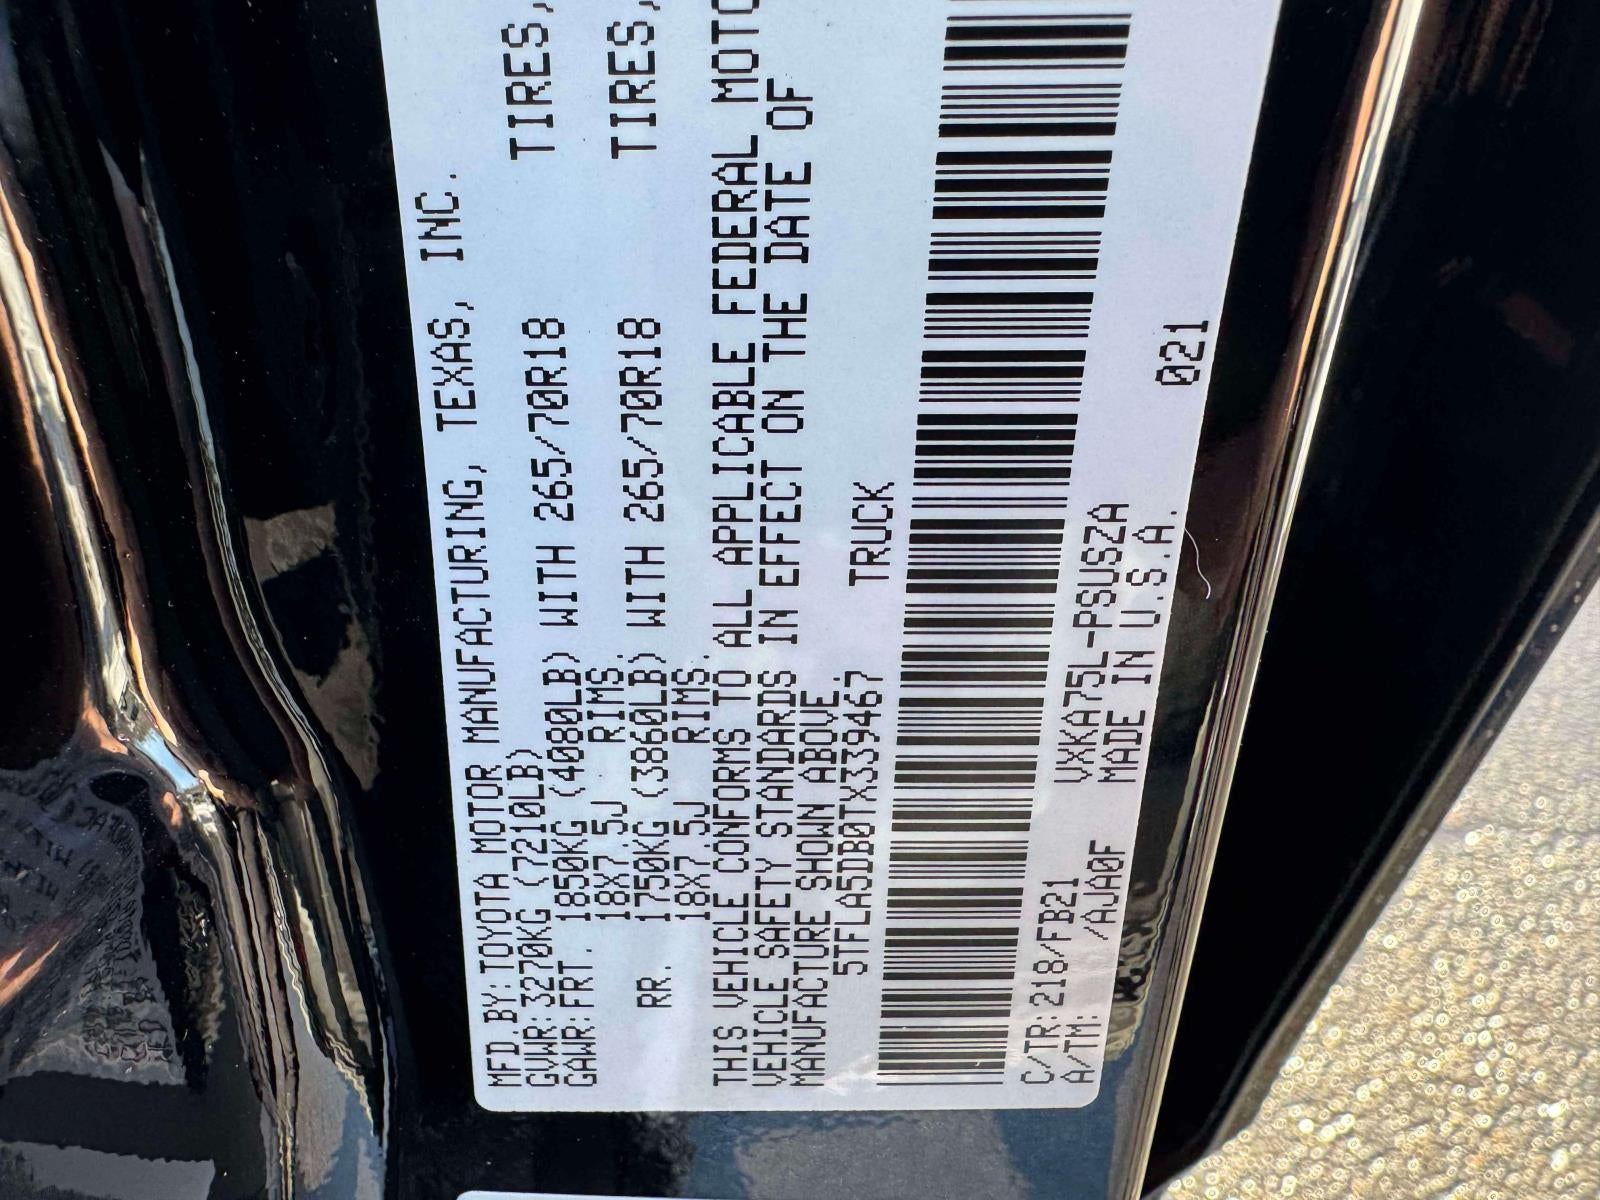 MFD.BY:TOYOTA MOTOR MANUFACTURING, TEXAS, INC.
GVWR:3270KG (7210LB)
GAWR:FRT. 1850KG (4080LB) WITH 265/70R18 TIRES,
18X7.5J RIMS.
RR. 1750KG (3860LB) WITH 265/70R18 TIRES,
18X7.5J RIMS.
THIS VEHICLE CONFORMS TO ALL APPLICABLE FEDERAL MOTO
VEHICLE SAFETY STANDARDS IN EFFECT ON THE DATE OF
MANUFACTURE SHOWN ABOVE.
5TFLA5DB0TX339467 TRUCK
C/TR:218/FB21 VXKA75L-PSUSZA
A/TM: /AJA0F MADE IN U.S.A. 021